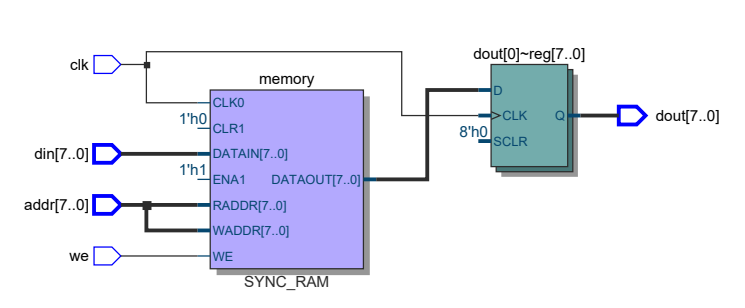 dout[0]~reg[7..0]
clk
memory
CLK0
1'h0
CLR1
din[7..0]
DATAIN[7..0]
1'h1
ENA1
DATAOUT[7..0]
addr[7..0]
RADDR[7..0]
WADDR[7..0]
we
WE
SYNC_RAM
D
CLK
Q
dout[7..0]
8'h0
SCLR